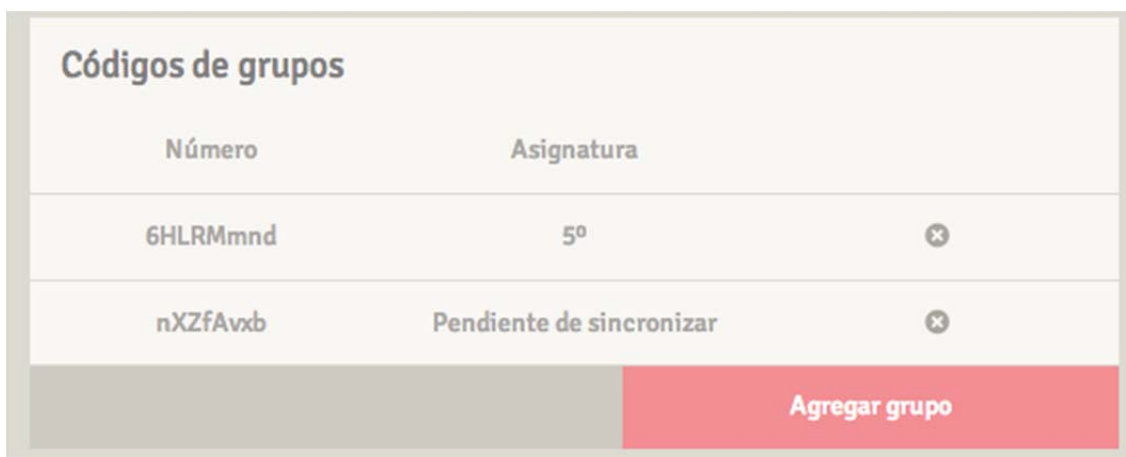 Códigos de grupos
Número Asignatura
6HLRMmnd 5º
nXZfAvxb Pendiente de sincronizar
Agregar grupo